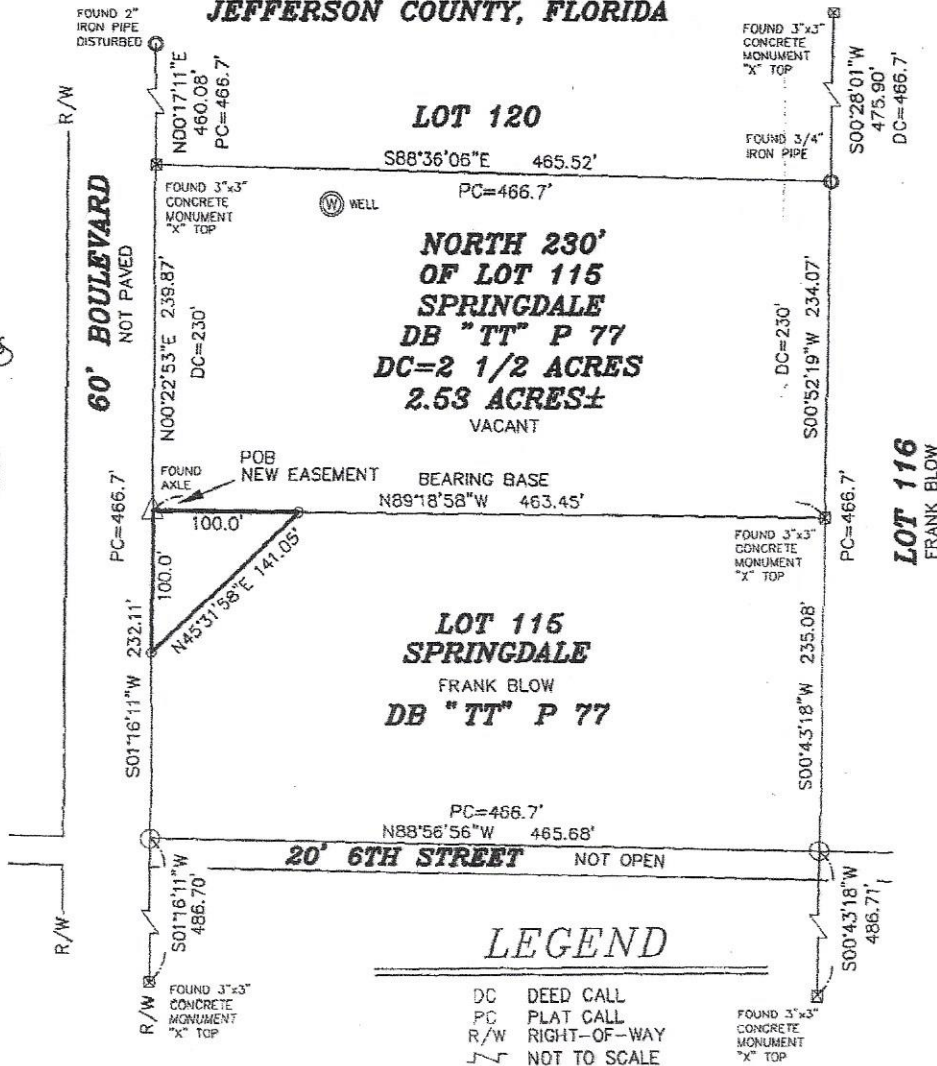 JEFFERSON COUNTY, FLORIDA
FOUND 2"
IRON PIPE
DISTURBED
N00°17'11"E
460.08'
PC=466.7'
FOUND 3"x3"
CONCRETE
MONUMENT
"X" TOP
S00°28'01"W
475.90'
DC=466.7'
R/W
LOT 120
FOUND 3/4"
IRON PIPE
S88°36'06"E 465.52'
PC=466.7'
FOUND 3"x3"
CONCRETE
MONUMENT
"X" TOP
W WELL
60' BOULEVARD
NOT PAVED
N00°22'53"E 239.87'
DC=230'
NORTH 230'
OF LOT 115
SPRINGDALE
DB "TT" P 77
DC=2 1/2 ACRES
2.53 ACRES±
VACANT
DC=230'
S00°52'19"W 234.07'
PC=466.7'
FOUND
AXLE
POB
NEW EASEMENT
BEARING BASE
N89°18'58"W 463.45'
100.0'
100.0'
N45°31'58"E 141.05'
FOUND 3"x3"
CONCRETE
MONUMENT
"X" TOP
PC=466.7'
LOT 116
FRANK BLOW
S01°16'11"W 232.11'
LOT 115
SPRINGDALE
FRANK BLOW
DB "TT" P 77
S00°43'18"W 235.08'
PC=466.7'
N88°56'56"W 465.68'
20' 6TH STREET NOT OPEN
R/W
S01°16'11"W
486.70'
S00°43'18"W
486.71'
R/W
FOUND 3"x3"
CONCRETE
MONUMENT
"X" TOP
LEGEND
DC DEED CALL
PC PLAT CALL
R/W RIGHT-OF-WAY
NOT TO SCALE
FOUND 3"x3"
CONCRETE
MONUMENT
"X" TOP